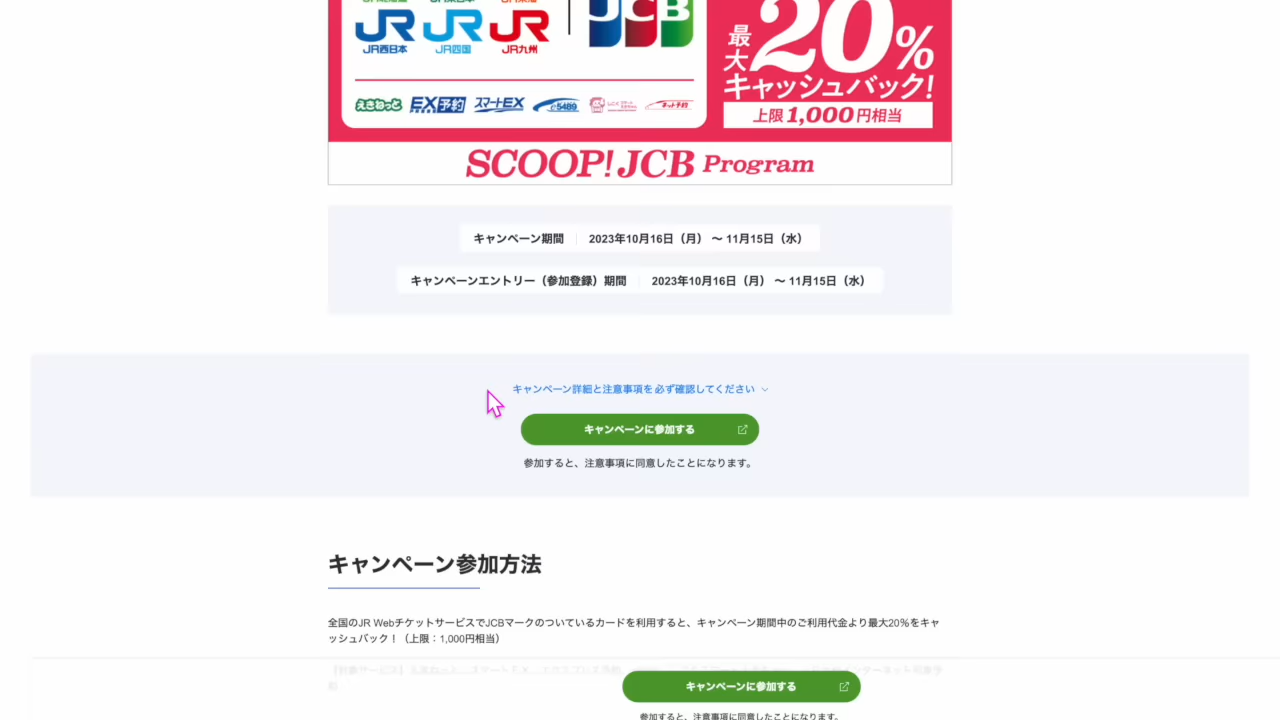 JR西日本 JR四国 JR九州
JCB
最大20%
キャッシュバック!
上限1,000円相当
えきねっと EX予約 スマートEX e5489 ネット予約
SCOOP! JCB Program
キャンペーン期間 2023年10月16日（月）～11月15日（水）
キャンペーンエントリー（参加登録）期間 2023年10月16日（月）～11月15日（水）
キャンペーン詳細と注意事項を必ず確認してください
キャンペーンに参加する
参加すると、注意事項に同意したことになります。
キャンペーン参加方法
全国のJR WebチケットサービスでJCBマークのついているカードを利用すると、キャンペーン期間中のご利用代金より最大20%をキャ
ッシュバック！（上限：1,000円相当）
キャンペーンに参加する
参加すると、注意事項に同意したことになります。